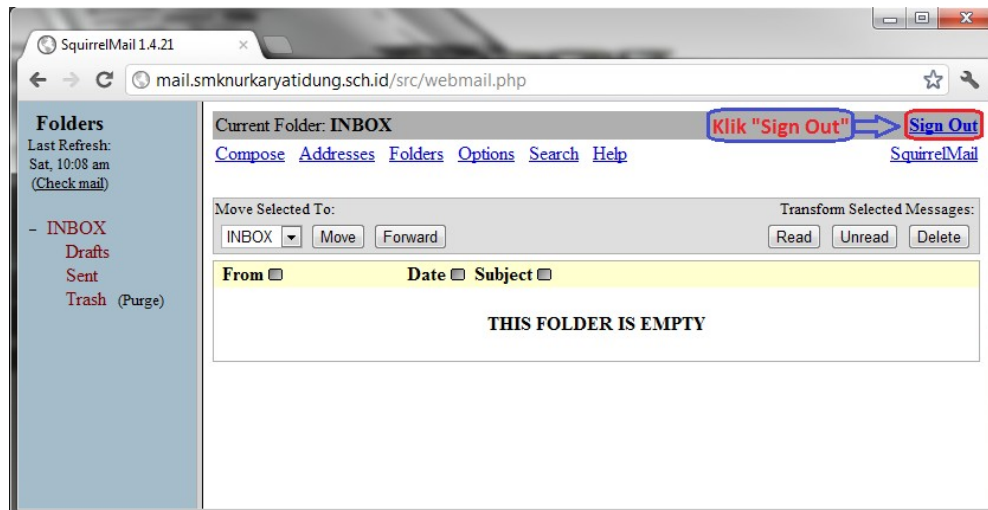 SquirrelMail 1.4.21
mail.smknurkaryatidung.sch.id/src/webmail.php
Folders
Last Refresh:
Sat, 10:08 am
(Check mail)
– INBOX
Drafts
Sent
Trash (Purge)
Current Folder: INBOX
Klik "Sign Out"
Sign Out
Compose Addresses Folders Options Search Help
SquirrelMail
Move Selected To:
Transform Selected Messages:
INBOX Move Forward
Read Unread Delete
From Date Subject
THIS FOLDER IS EMPTY